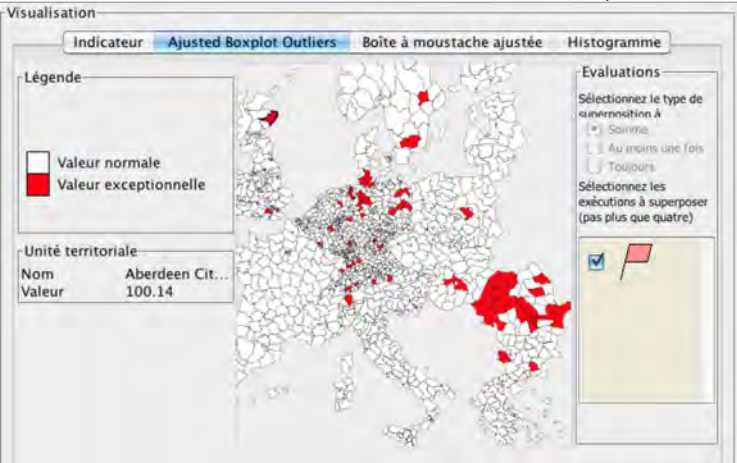 Visualisation
Indicateur
Ajusted Boxplot Outliers
Boîte à moustache ajustée
Histogramme
Légende
Valeur normale
Valeur exceptionnelle
Unité territoriale
Nom Aberdeen Cit...
Valeur 100.14
Evaluations
Sélectionnez le type de
superposition à
Somme
Au moins une fois
Toujours
Sélectionnez les
exécutions à superposer
(pas plus que quatre)